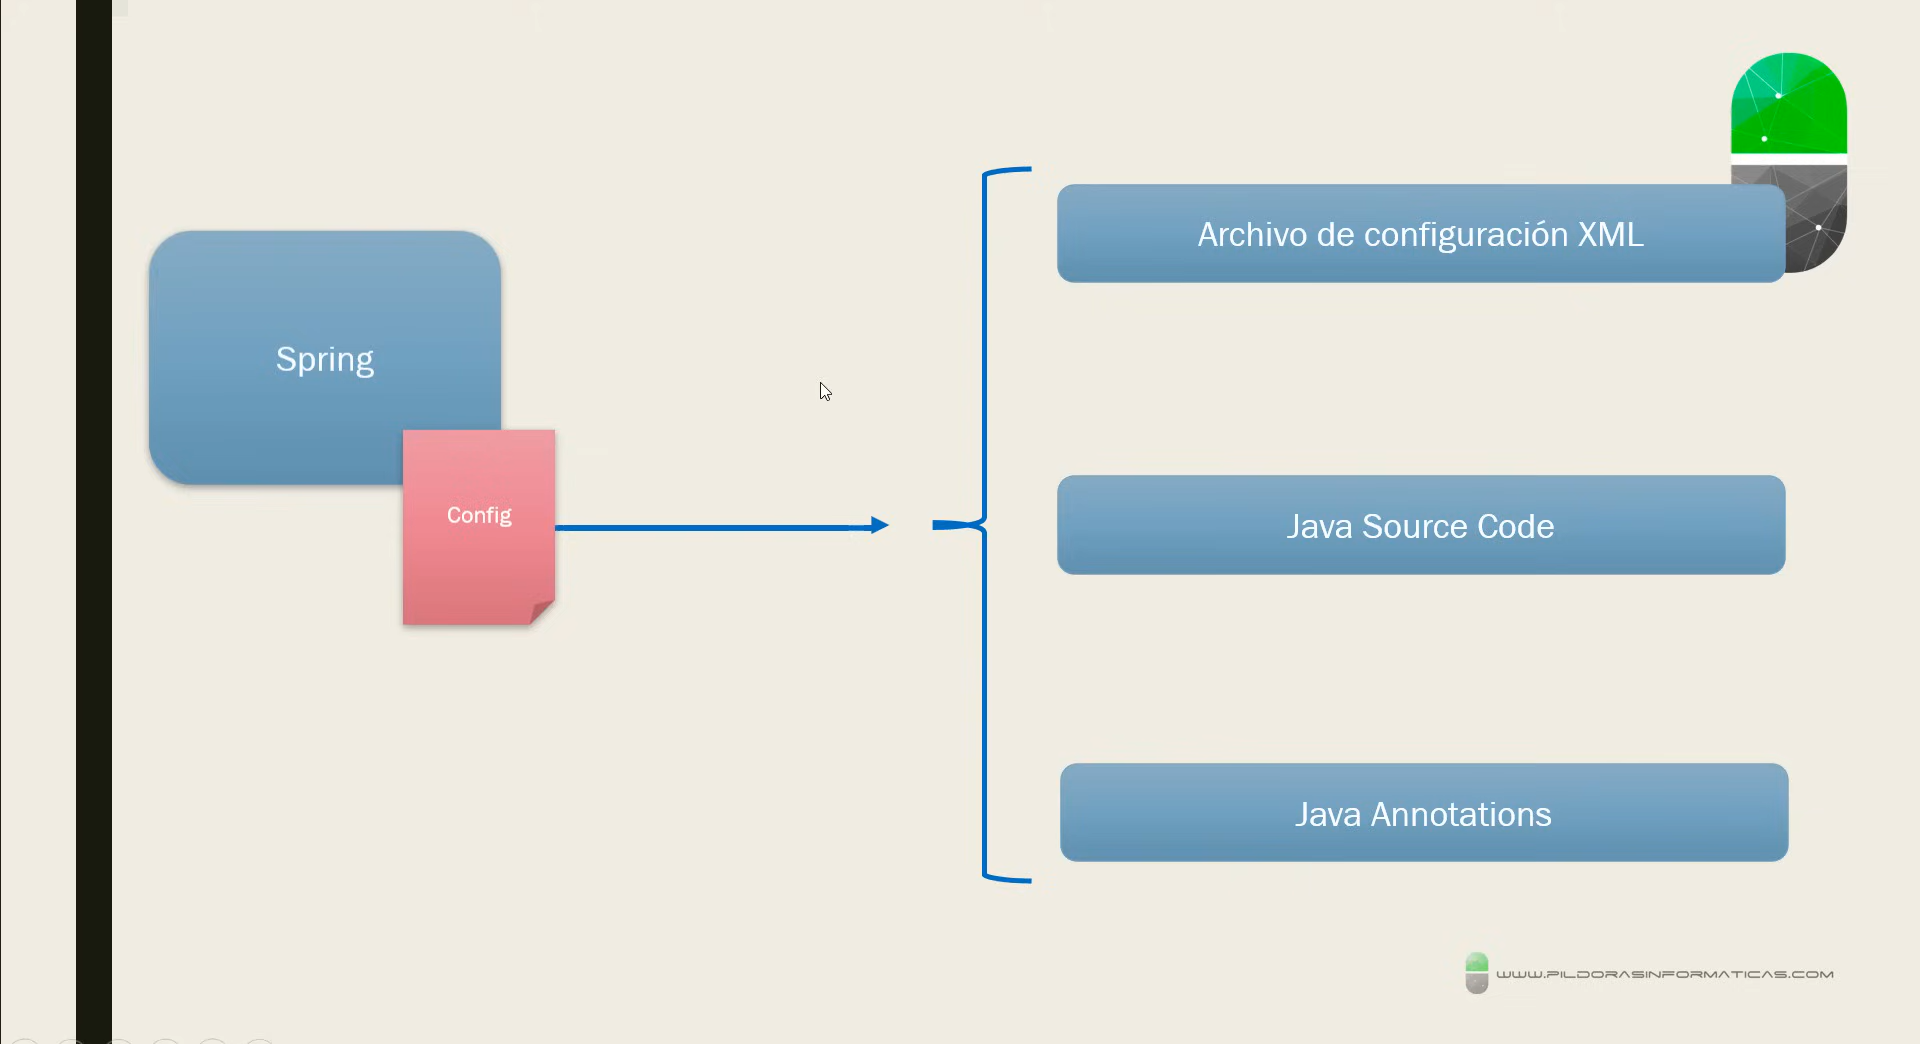 Archivo de configuración XML
Spring
Config
Java Source Code
Java Annotations
WWW.PILDORASINFORMATICAS.COM